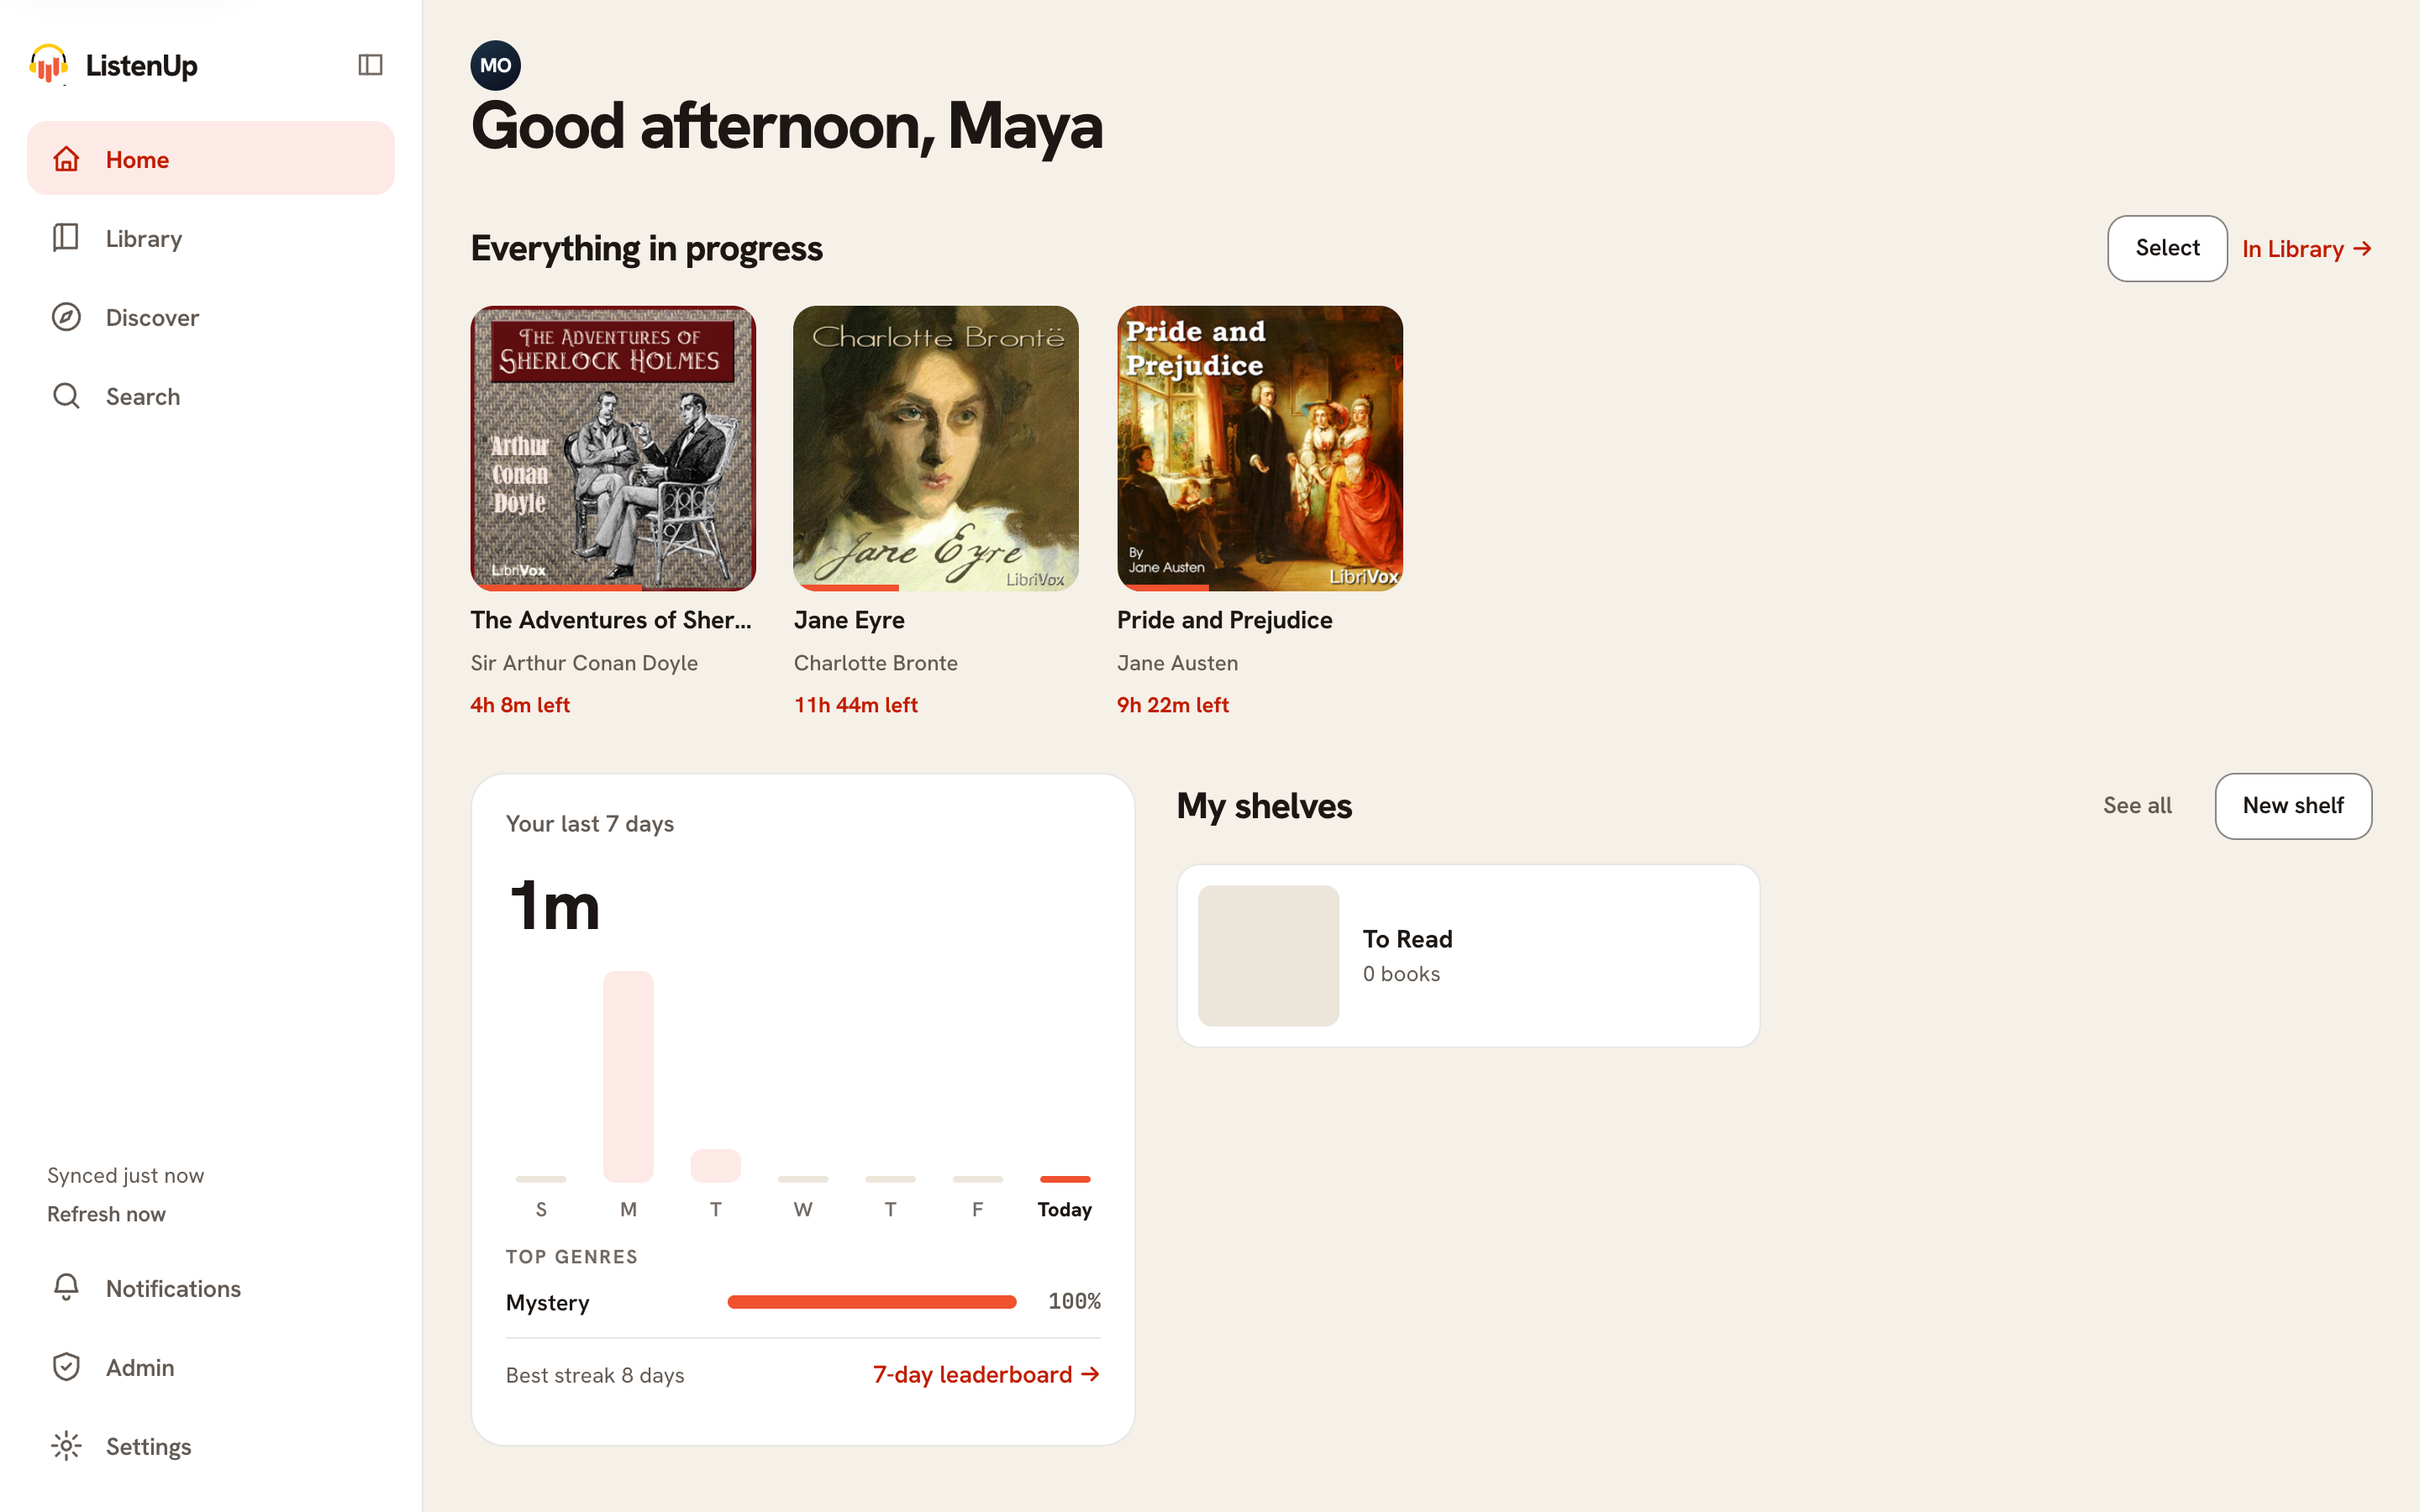 ListenUp
Home
Library
Discover
Search
Synced just now
Refresh now
Notifications
Admin
Settings
MO
Good afternoon, Maya
Everything in progress
Select
In Library →
THE ADVENTURES OF
SHERLOCK HOLMES
Arthur
Conan
Doyle
LibriVox
The Adventures of Sher...
Sir Arthur Conan Doyle
4h 8m left
Charlotte Brontë
Jane Eyre
LibriVox
Jane Eyre
Charlotte Bronte
11h 44m left
Pride and
Prejudice
By
Jane Austen
LibriVox
Pride and Prejudice
Jane Austen
9h 22m left
Your last 7 days
1m
S M T W T F Today
TOP GENRES
Mystery 100%
Best streak 8 days
7-day leaderboard →
My shelves
See all
New shelf
To Read
0 books